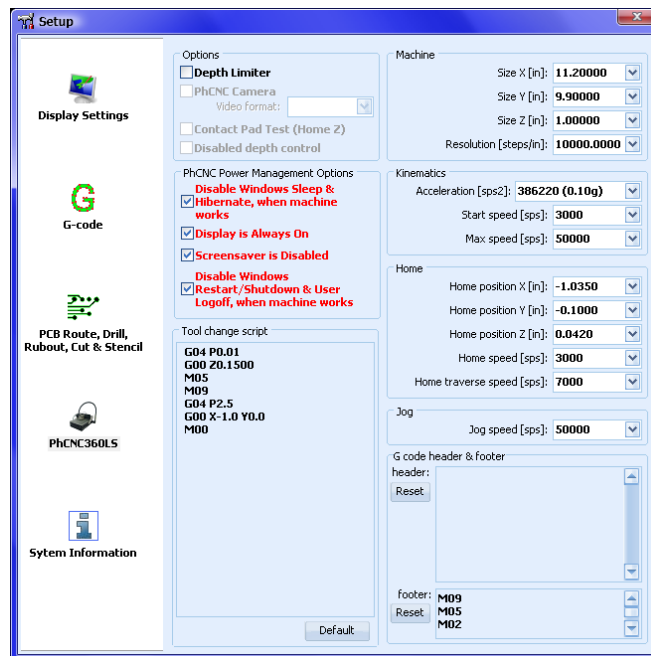 Setup
Display Settings
G-code
PCB Route, Drill,
Rubout, Cut & Stencil
PhCNC360LS
Sytem Information
Options
Depth Limiter
PhCNC Camera
Video format:
Contact Pad Test (Home Z)
Disabled depth control
PhCNC Power Management Options
Disable Windows Sleep &
Hibernate, when machine
works
Display is Always On
Screensaver is Disabled
Disable Windows
Restart/Shutdown & User
Logoff, when machine works
Tool change script
G04 P0.01
G00 Z0.1500
M05
M09
G04 P2.5
G00 X-1.0 Y0.0
M00
Default
Machine
Size X [in]: 11.20000
Size Y [in]: 9.90000
Size Z [in]: 1.00000
Resolution [steps/in]: 10000.0000
Kinematics
Acceleration [sps2]: 386220 (0.10g)
Start speed [sps]: 3000
Max speed [sps]: 50000
Home
Home position X [in]: -1.0350
Home position Y [in]: -0.1000
Home position Z [in]: 0.0420
Home speed [sps]: 3000
Home traverse speed [sps]: 7000
Jog
Jog speed [sps]: 50000
G code header & footer
header:
Reset
footer:
Reset
M09
M05
M02